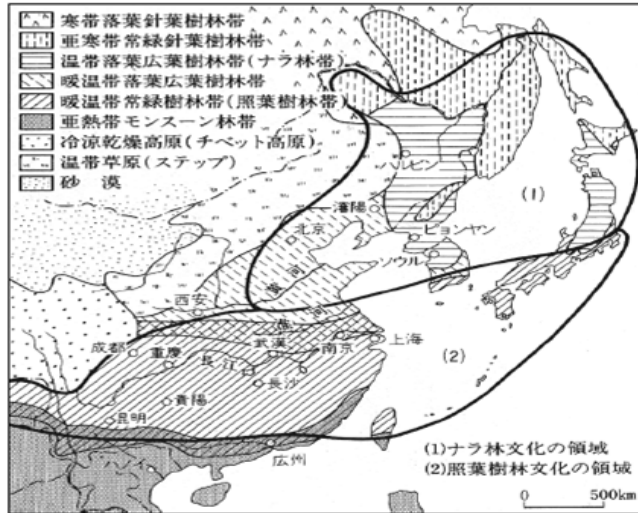 寒帯落葉針葉樹林帯
亜寒帯常緑針葉樹林帯
温帯落葉広葉樹林帯(ナラ林帯)
暖温帯落葉広葉樹林帯
暖温帯常緑樹林帯(照葉樹林帯)
亜熱帯モンスーン林帯
冷涼乾燥高原(チベット高原)
温帯草原(ステップ)
砂漠
ハルビン
(1)
瀋陽
北京
ピョンヤン
ソウル
黄河
西安
淮河
成都
重慶
武漢
南京
上海
長江
(2)
長沙
貴陽
昆明
広州
(1)ナラ林文化の領域
(2)照葉樹林文化の領域
0 500km